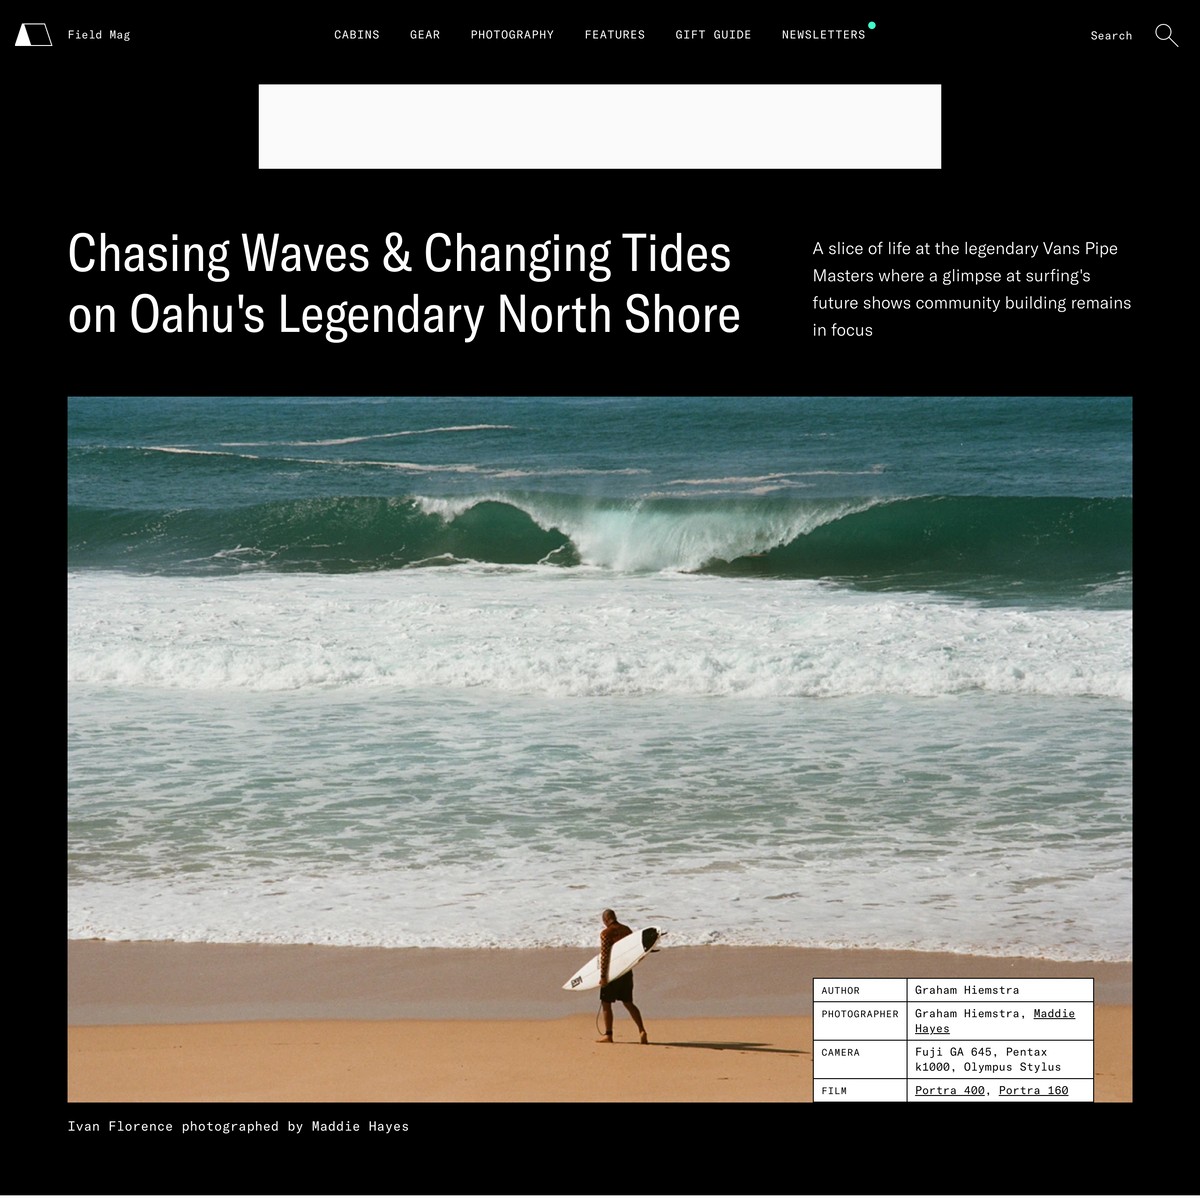 Field Mag
CABINS
GEAR
PHOTOGRAPHY
FEATURES
GIFT GUIDE
NEWSLETTERS
Search
Chasing Waves & Changing Tides
on Oahu's Legendary North Shore
A slice of life at the legendary Vans Pipe
Masters where a glimpse at surfing's
future shows community building remains
in focus
AUTHOR
Graham Hiemstra
PHOTOGRAPHER
Graham Hiemstra, Maddie
Hayes
CAMERA
Fuji GA 645, Pentax
k1000, Olympus Stylus
FILM
Portra 400, Portra 160
Ivan Florence photographed by Maddie Hayes